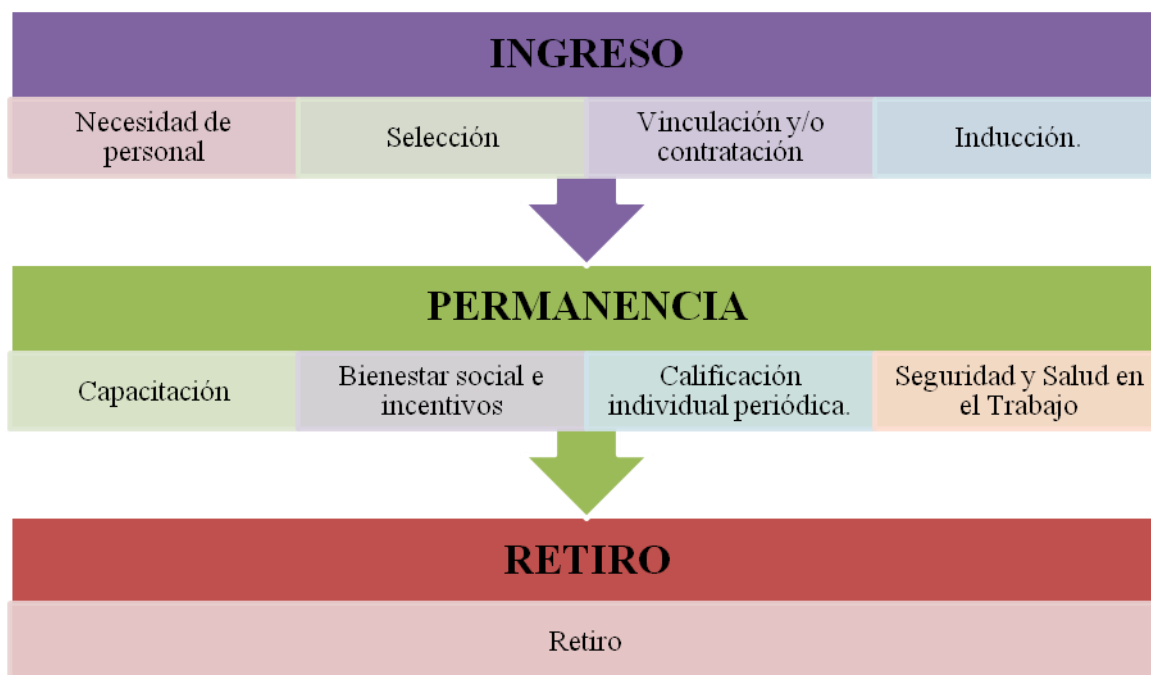 INGRESO
Necesidad de
personal
Selección
Vinculación y/o
contratación
Inducción.
PERMANENCIA
Capacitación
Bienestar social e
incentivos
Calificación
individual periódica.
Seguridad y Salud en
el Trabajo
RETIRO
Retiro